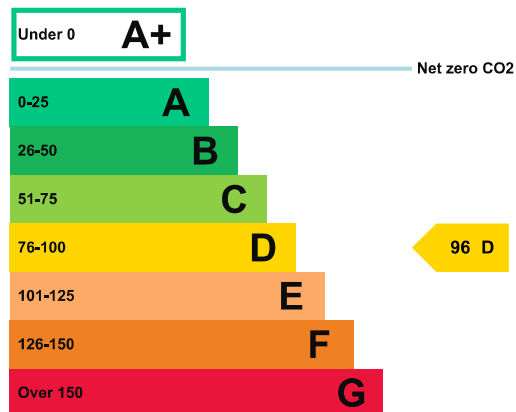 Under 0 A+
Net zero CO2
0-25 A
26-50 B
51-75 C
76-100 D
96 D
101-125 E
126-150 F
Over 150 G